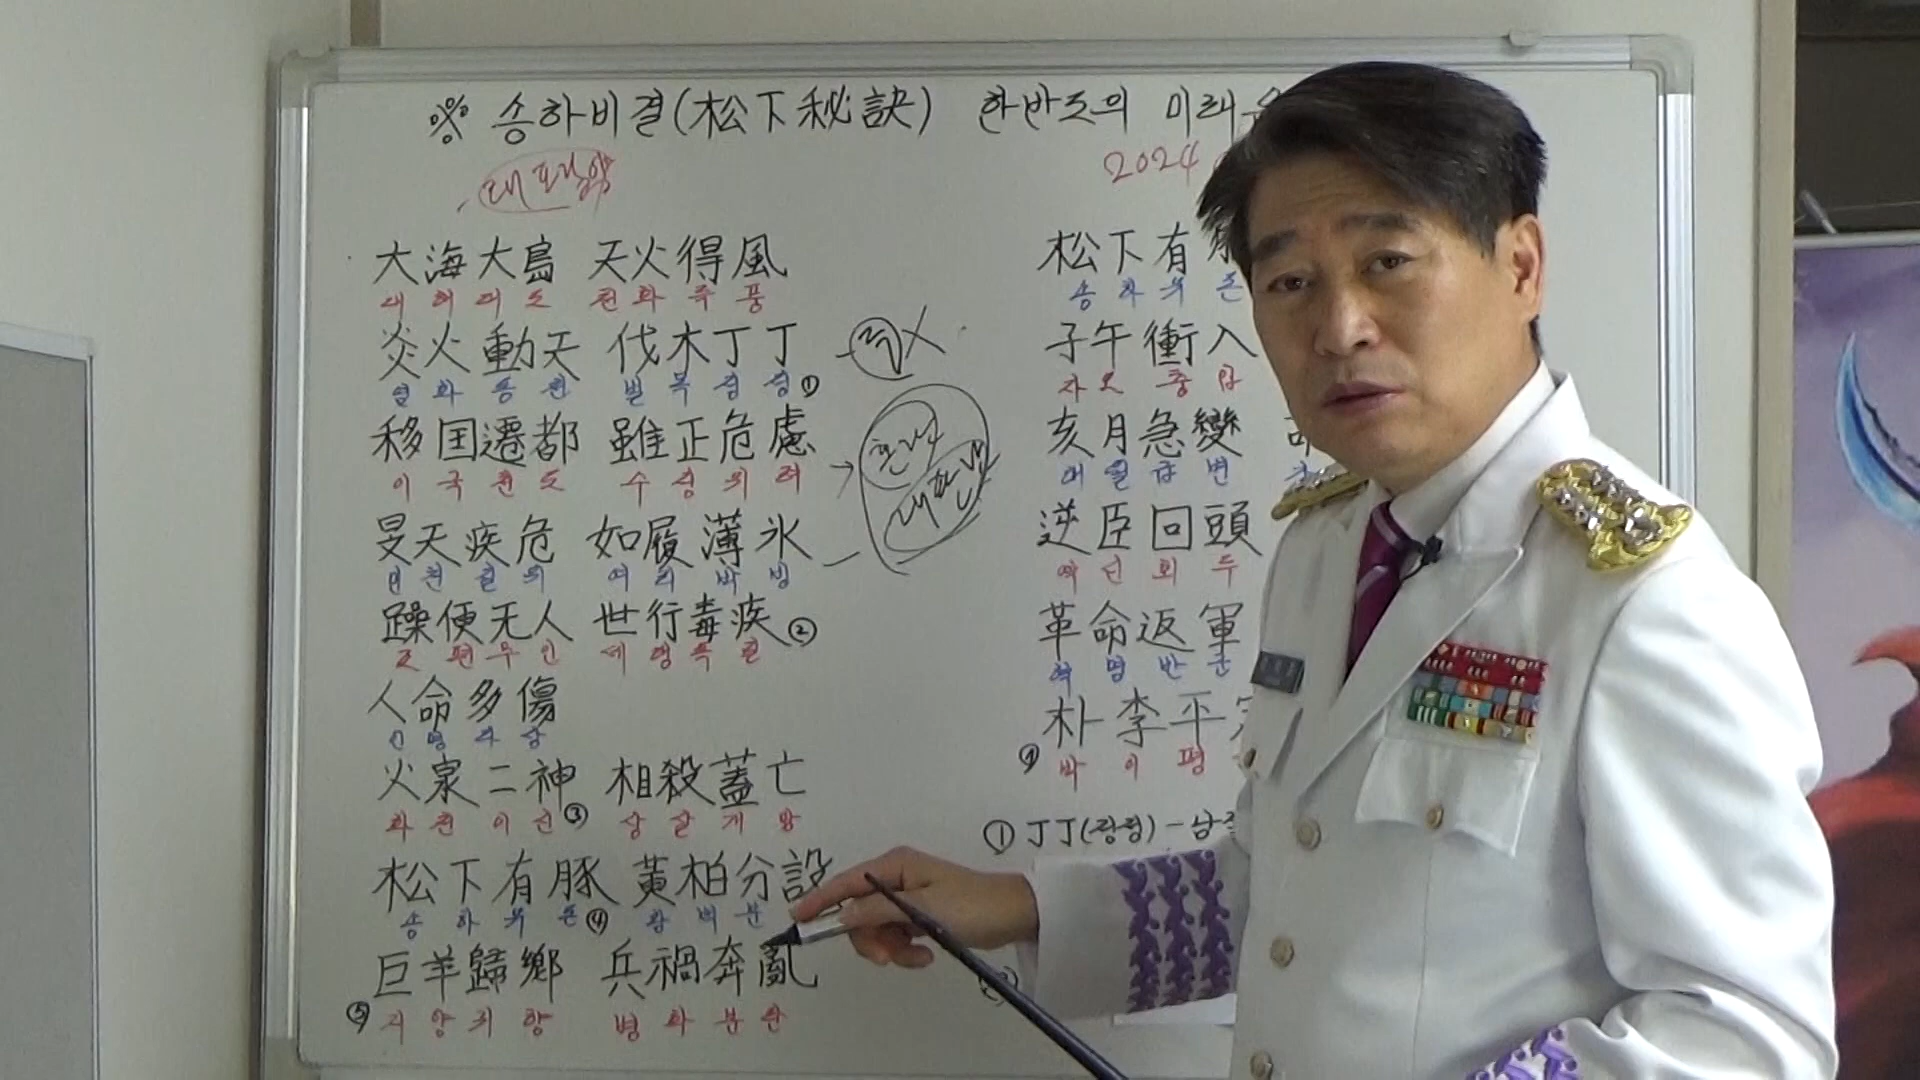 ※ 송하비결(松下秘訣) 한반도의 미래
2024
大海大島 天火得風
대해대도 천화득풍
炎火動天 伐木丁丁
염화동천 벌목정정①
移国遷都 雖正危慮
이국천도 수정위려
旻天疾危 如履薄氷
민천질위 여리박빙
躁便无人 世行毒疾②
조편무인 세행독질
人命多傷
인명다상
火泉二神 相殺蓋亡
화천이신③ 상살개망
松下有豚 黃柏分設
송하유돈④ 황백분
巨羊歸鄉 兵禍奔亂
⑤ 거양귀향 병화분란
松下有
송하유돈
子午衝入
자오충입
亥月急變
해월급변
逆臣回頭
역신회두
革命返軍
혁명반군
朴李平
바이평
① 丁丁(정정)-남